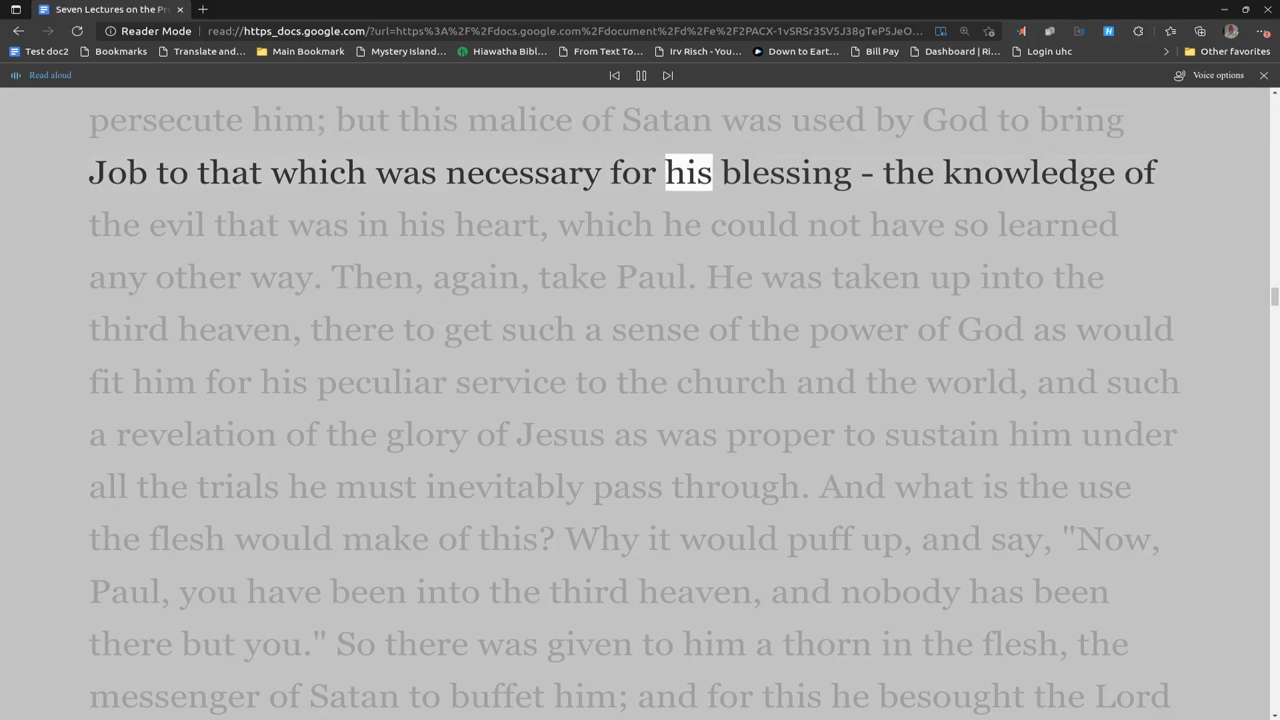 Seven Lectures on the Pr
Reader Mode
read://https_docs.google.com/?url=https%3A%2F%2Fdocs.google.com%2Fdocument%2Fd%2Fe%2F2PACX-1vSRSr3SV5J38gTeP5JeO...
Test doc2
Bookmarks
Translate and...
Main Bookmark
Mystery Island...
Hiawatha Bibl...
From Text To...
Irv Risch - You...
Down to Eart...
Bill Pay
Dashboard | Ri...
Login uhc
Other favorites
Read aloud
Voice options
persecute him; but this malice of Satan was used by God to bring
Job to that which was necessary for his blessing - the knowledge of
the evil that was in his heart, which he could not have so learned
any other way. Then, again, take Paul. He was taken up into the
third heaven, there to get such a sense of the power of God as would
fit him for his peculiar service to the church and the world, and such
a revelation of the glory of Jesus as was proper to sustain him under
all the trials he must inevitably pass through. And what is the use
the flesh would make of this? Why it would puff up, and say, "Now,
Paul, you have been into the third heaven, and nobody has been
there but you." So there was given to him a thorn in the flesh, the
messenger of Satan to buffet him; and for this he besought the Lord